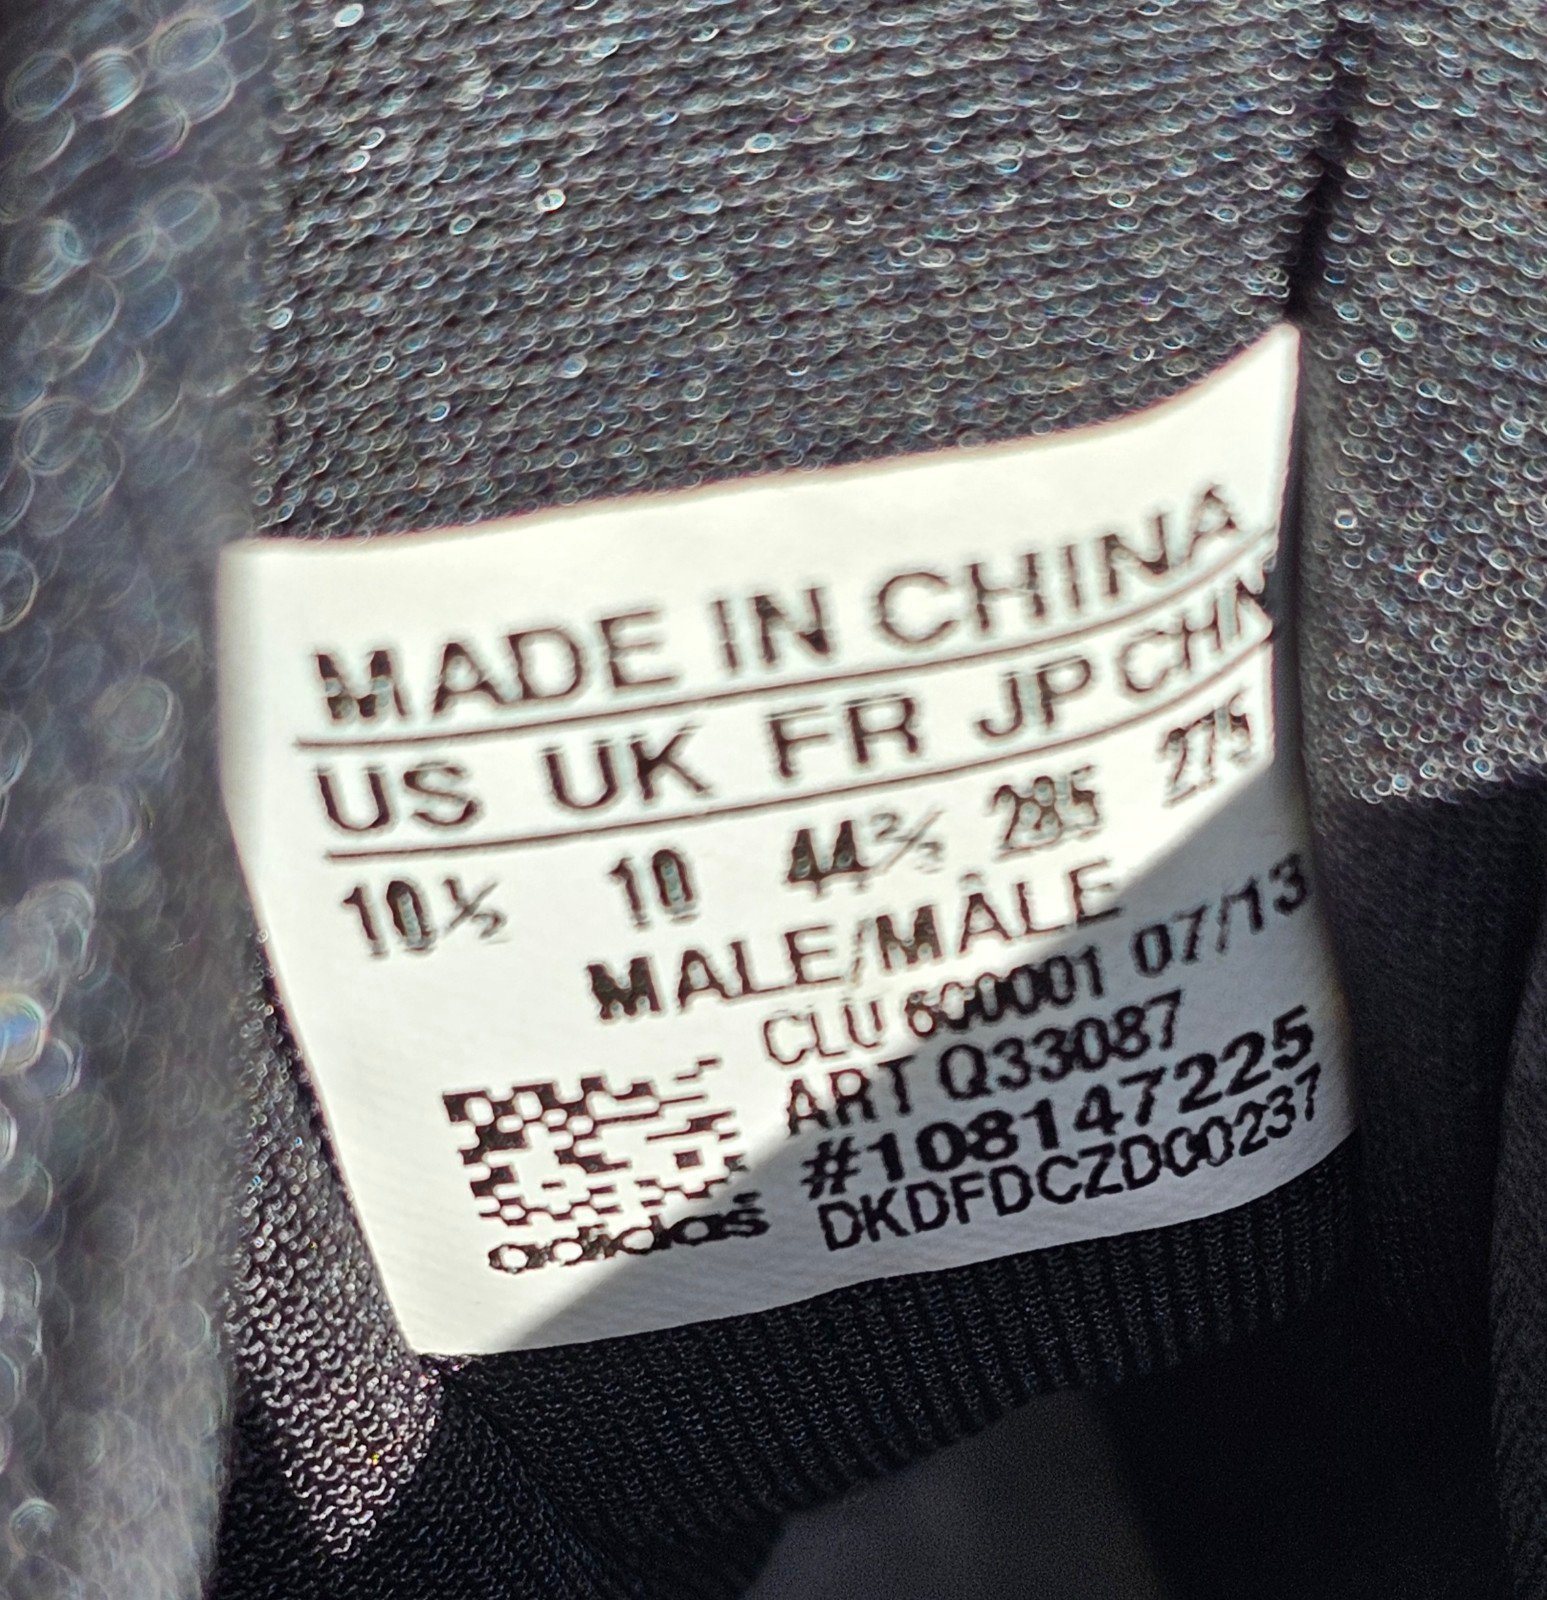 MADE IN CHINA
US UK FR JP CHN
10½ 10 44⅔ 285 275
MALE/MÂLE
CLU 600001 07/13
ART Q33087
#108147225
DKDFDCZD00237
adidas